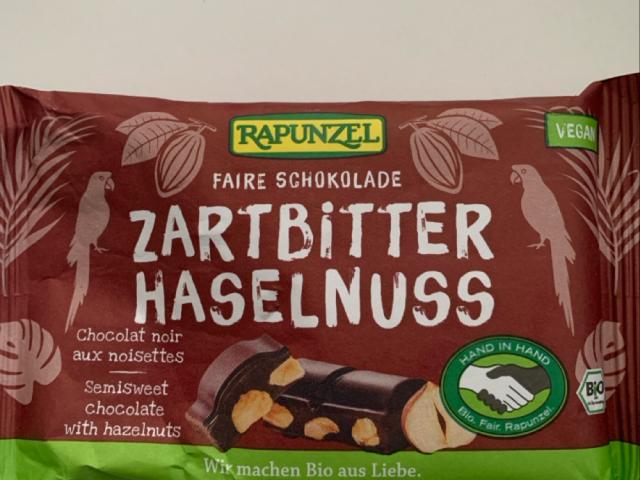 RAPUNZEL
VEGAN
FAIRE SCHOKOLADE
ZARTBITTER
HASELNUSS
Chocolat noir
aux noisettes
Semisweet
chocolate
with hazelnuts
HAND IN HAND
Bio. Fair. Rapunzel.
Bio
Wir machen Bio aus Liebe.